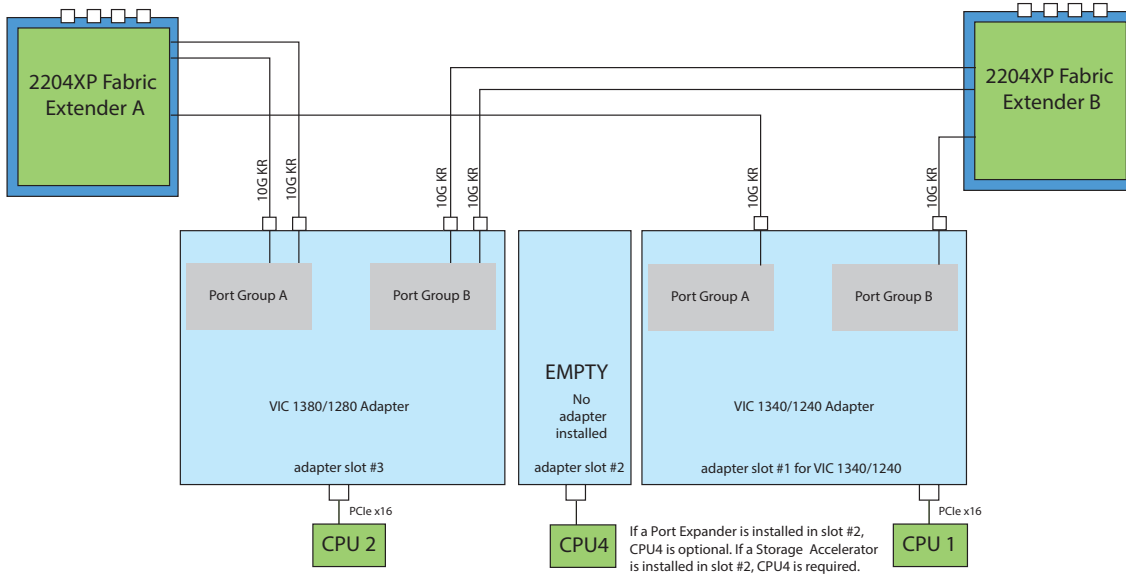 2204XP Fabric
Extender A
2204XP Fabric
Extender B
10G KR
10G KR
10G KR
10G KR
10G KR
10G KR
Port Group A
Port Group B
Port Group A
Port Group B
EMPTY
No
adapter
installed
VIC 1380/1280 Adapter
VIC 1340/1240 Adapter
adapter slot #3
adapter slot #2
adapter slot #1 for VIC 1340/1240
PCIe x16
PCIe x16
CPU 2
CPU4
If a Port Expander is installed in slot #2,
CPU4 is optional. If a Storage Accelerator
is installed in slot #2, CPU4 is required.
CPU 1